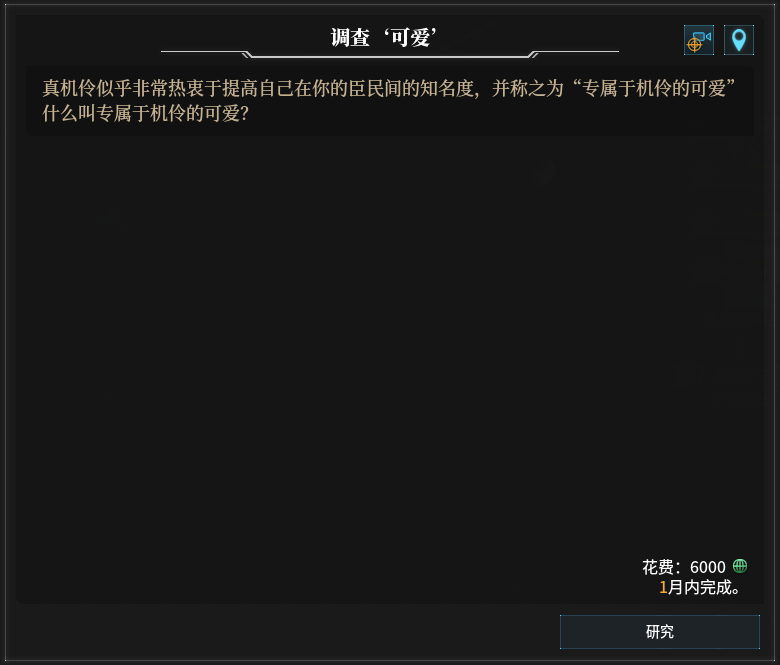 调查‘可爱’
真机伶似乎非常热衷于提高自己在你的臣民间的知名度，并称之为“专属于机伶的可爱”
什么叫专属于机伶的可爱？
花费：6000
1月内完成。
研究